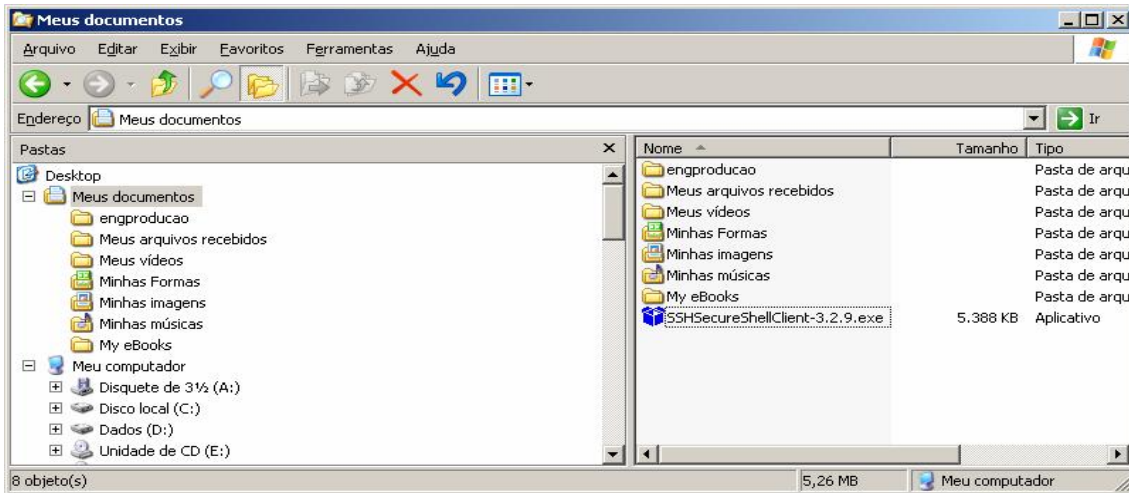 Meus documentos
Arquivo Editar Exibir Favoritos Ferramentas Ajuda
Endereço Meus documentos Ir
Pastas
Desktop
Meus documentos
engproducao
Meus arquivos recebidos
Meus vídeos
Minhas Formas
Minhas imagens
Minhas músicas
My eBooks
Meu computador
Disquete de 3½ (A:)
Disco local (C:)
Dados (D:)
Unidade de CD (E:)
Nome Tamanho Tipo
engproducao Pasta de arqu
Meus arquivos recebidos Pasta de arqu
Meus vídeos Pasta de arqu
Minhas Formas Pasta de arqu
Minhas imagens Pasta de arqu
Minhas músicas Pasta de arqu
My eBooks Pasta de arqu
SSHSecureShellClient-3.2.9.exe 5.388 KB Aplicativo
8 objeto(s) 5,26 MB Meu computador